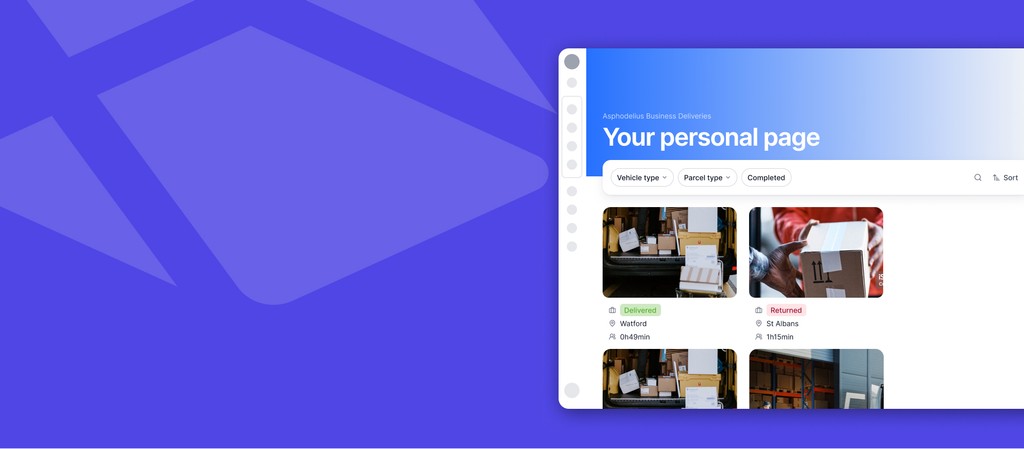 Asphodelius Business Deliveries
Your personal page
Vehicle type
Parcel type
Completed
Sort
Delivered
Returned
Watford
St Albans
0h49min
1h15min